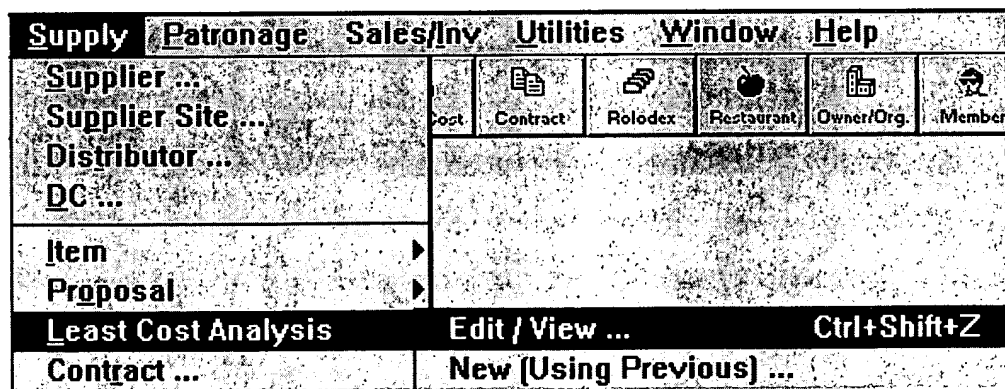 Supply Patronage Sales/Inv Utilities Window Help
Supplier ...
Supplier Site ...
Distributor ...
DC ...
Cost Contract Rolodex Restaurant Owner/Org. Member
Item
Proposal
Least Cost Analysis Edit / View ... Ctrl+Shift+Z
Contract ... New (Using Previous) ...